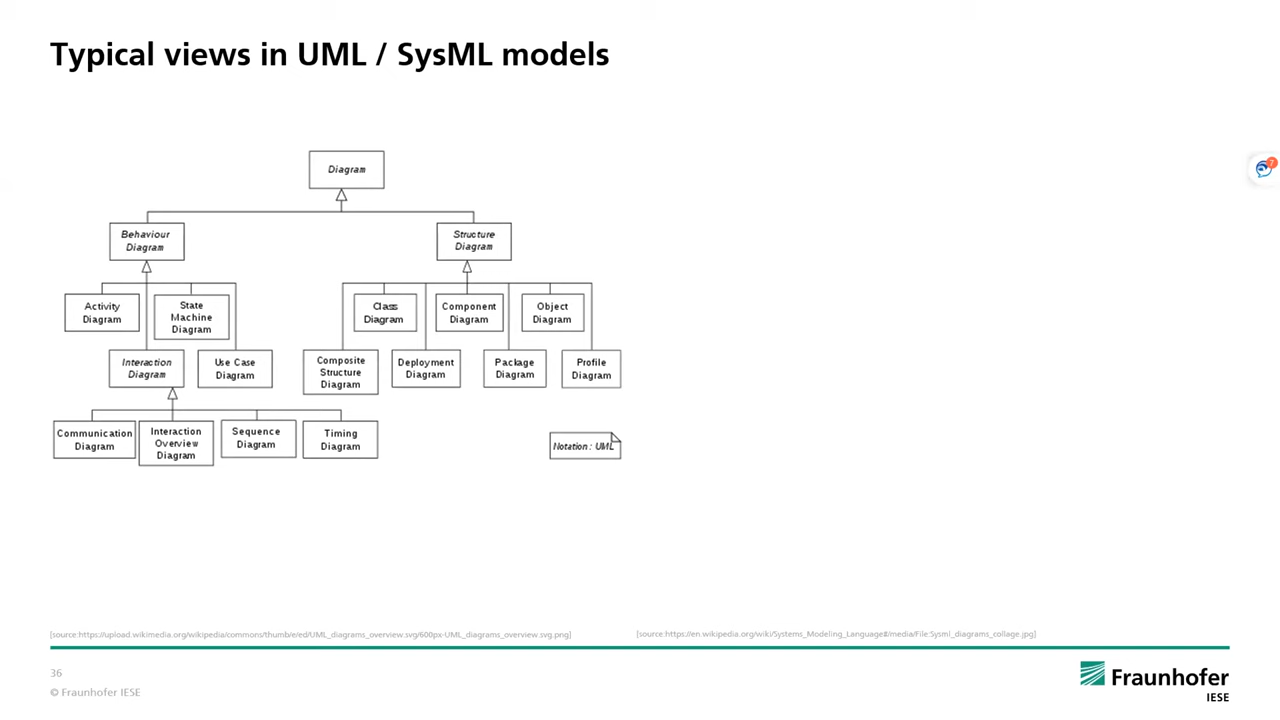 Typical views in UML / SysML models
Diagram
7
Behaviour
Diagram
Structure
Diagram
Activity
Diagram
State
Machine
Diagram
Class
Diagram
Component
Diagram
Object
Diagram
Interaction
Diagram
Use Case
Diagram
Composite
Structure
Diagram
Deployment
Diagram
Package
Diagram
Profile
Diagram
Communication
Diagram
Interaction
Overview
Diagram
Sequence
Diagram
Timing
Diagram
Notation: UML
[source:https://upload.wikimedia.org/wikipedia/commons/thumb/e/ed/UML_diagrams_overview.svg/600px-UML_diagrams_overview.svg.png]
[source:https://en.wikipedia.org/wiki/Systems_Modeling_Language#/media/File:Sysml_diagrams_collage.jpg]
36
© Fraunhofer IESE
Fraunhofer
IESE